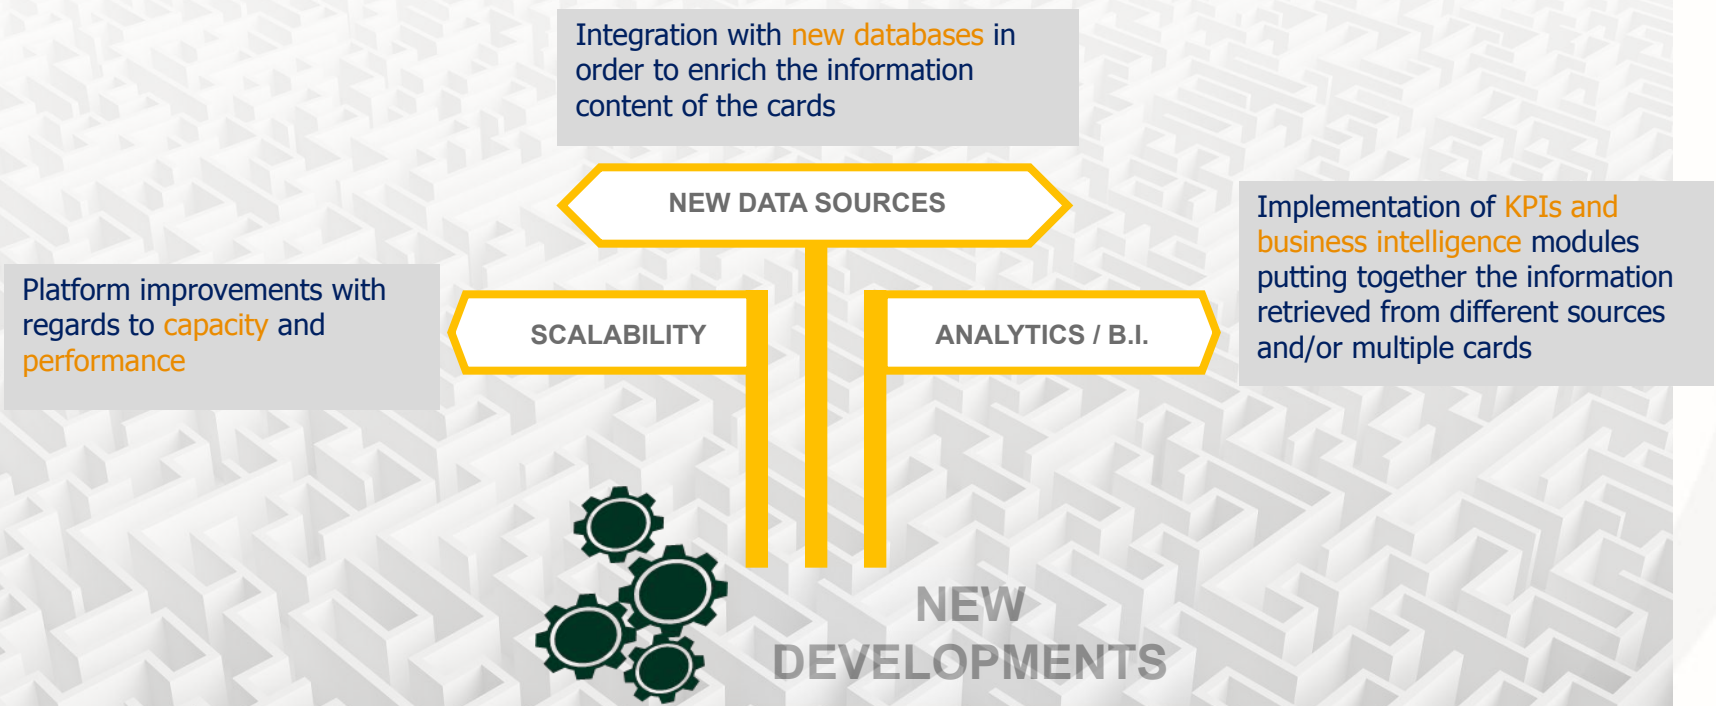 Integration with new databases in
order to enrich the information
content of the cards
NEW DATA SOURCES
Implementation of KPIs and
business intelligence modules
putting together the information
retrieved from different sources
and/or multiple cards
Platform improvements with
regards to capacity and
performance
SCALABILITY
ANALYTICS / B.I.
NEW
DEVELOPMENTS